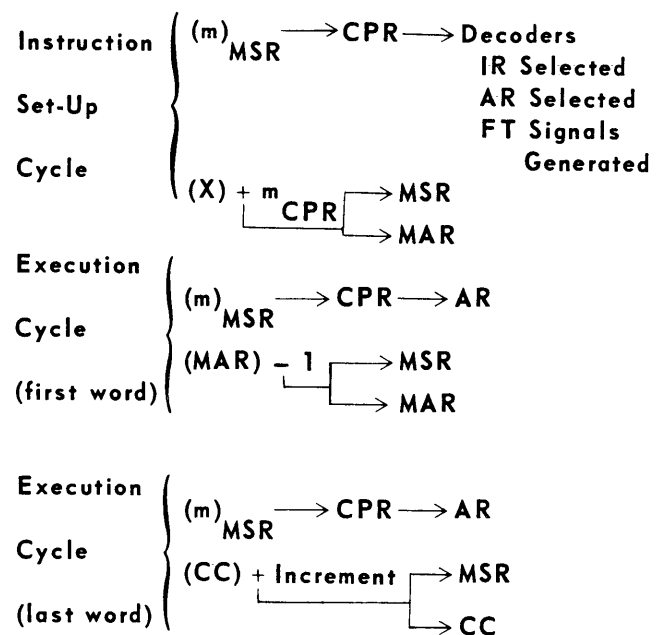 Instruction
Set-Up
Cycle
(m)MSR → CPR → Decoders
IR Selected
AR Selected
FT Signals
Generated
(X) + mCPR → MSR
→ MAR
Execution
Cycle
(first word)
(m)MSR → CPR → AR
(MAR) – 1 → MSR
→ MAR
Execution
Cycle
(last word)
(m)MSR → CPR → AR
(CC) + Increment → MSR
→ CC